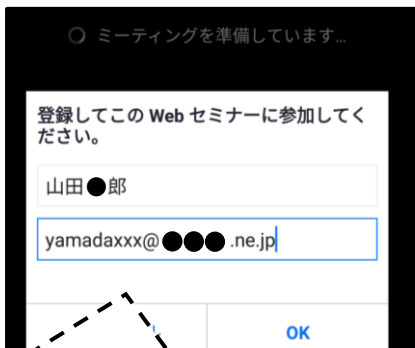 ミーティングを準備しています...
登録してこの Web セミナーに参加してく
ださい。
山田●郎
yamadaxxx@●●●.ne.jp
OK